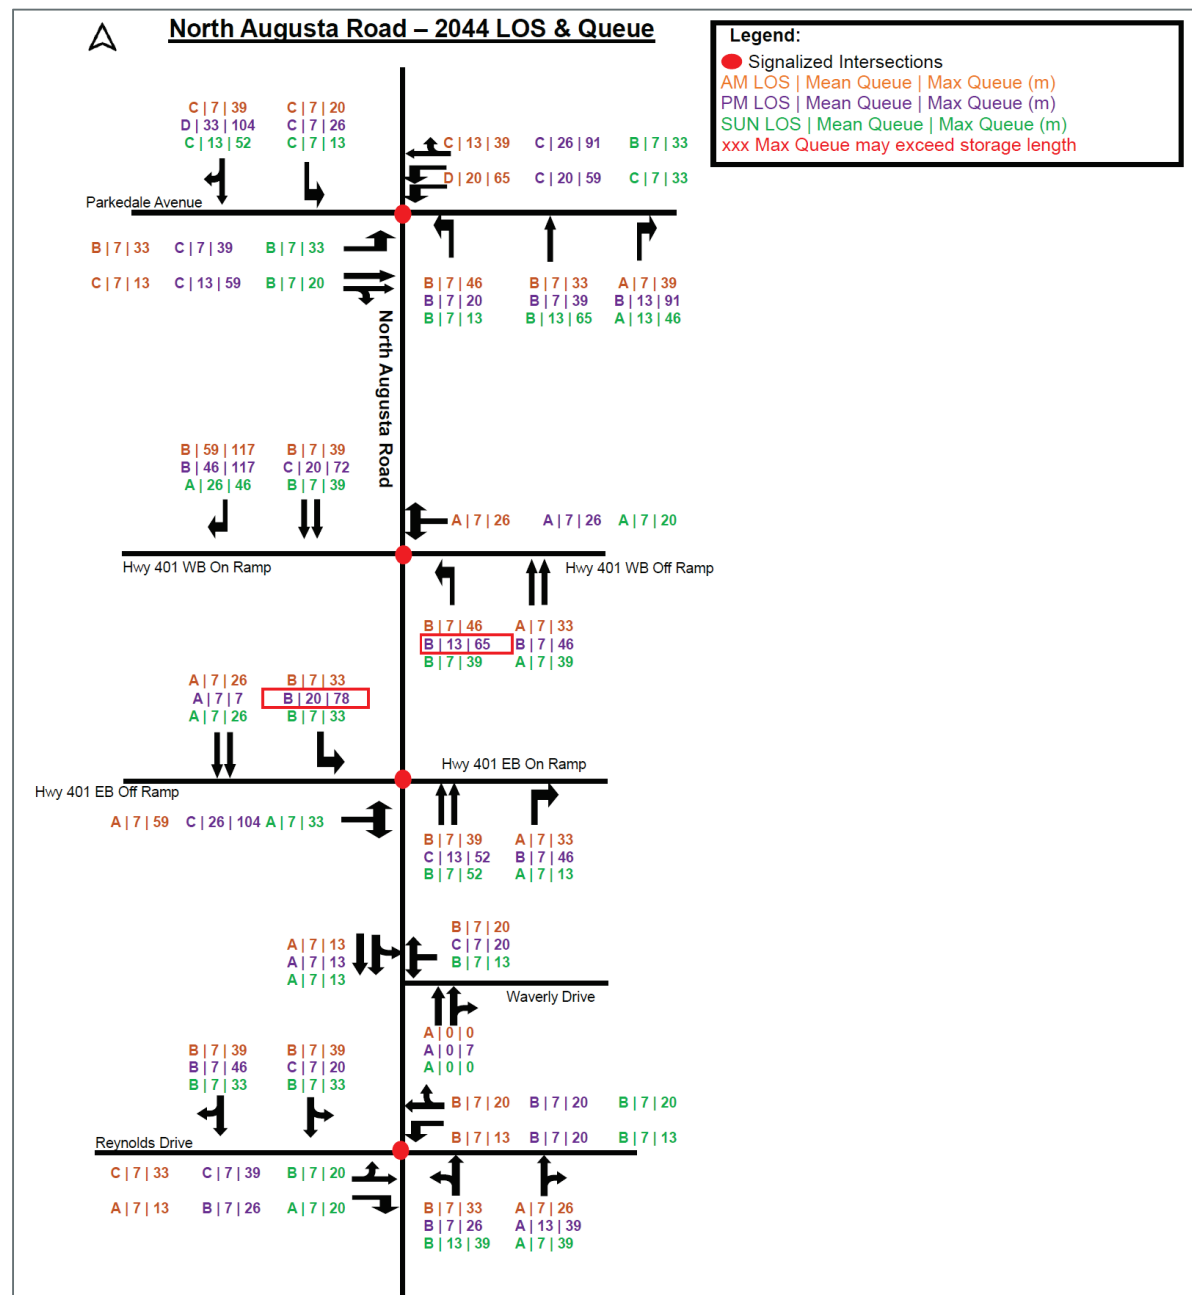 North Augusta Road – 2044 LOS & Queue
Legend:
Signalized Intersections
AM LOS | Mean Queue | Max Queue (m)
PM LOS | Mean Queue | Max Queue (m)
SUN LOS | Mean Queue | Max Queue (m)
xxx Max Queue may exceed storage length
C | 7 | 39 C | 7 | 20
D | 33 | 104 C | 7 | 26
C | 13 | 52 C | 7 | 13
C | 13 | 39 C | 26 | 91 B | 7 | 33
D | 20 | 65 C | 20 | 59 C | 7 | 33
Parkedale Avenue
B | 7 | 33 C | 7 | 39 B | 7 | 33
C | 7 | 13 C | 13 | 59 B | 7 | 20
B | 7 | 46 B | 7 | 33 A | 7 | 39
B | 7 | 20 B | 7 | 39 B | 13 | 91
B | 7 | 13 B | 13 | 65 A | 13 | 46
North Augusta Road
B | 59 | 117 B | 7 | 39
B | 46 | 117 C | 20 | 72
A | 26 | 46 B | 7 | 39
A | 7 | 26 A | 7 | 26 A | 7 | 20
Hwy 401 WB On Ramp Hwy 401 WB Off Ramp
B | 7 | 46 A | 7 | 33
B | 13 | 65 B | 7 | 46
B | 7 | 39 A | 7 | 39
A | 7 | 26 B | 7 | 33
A | 7 | 7 B | 20 | 78
A | 7 | 26 B | 7 | 33
Hwy 401 EB On Ramp
Hwy 401 EB Off Ramp
A | 7 | 59 C | 26 | 104 A | 7 | 33
B | 7 | 39 A | 7 | 33
C | 13 | 52 B | 7 | 46
B | 7 | 52 A | 7 | 13
B | 7 | 20
C | 7 | 20
B | 7 | 13
A | 7 | 13
A | 7 | 13
A | 7 | 13
Waverly Drive
A | 0 | 0
A | 0 | 7
A | 0 | 0
B | 7 | 39 B | 7 | 39
B | 7 | 46 C | 7 | 20
B | 7 | 33 B | 7 | 33
B | 7 | 20 B | 7 | 20 B | 7 | 20
B | 7 | 13 B | 7 | 20 B | 7 | 13
Reynolds Drive
C | 7 | 33 C | 7 | 39 B | 7 | 20
A | 7 | 13 B | 7 | 26 A | 7 | 20
B | 7 | 33 A | 7 | 26
B | 7 | 26 A | 13 | 39
B | 13 | 39 A | 7 | 39